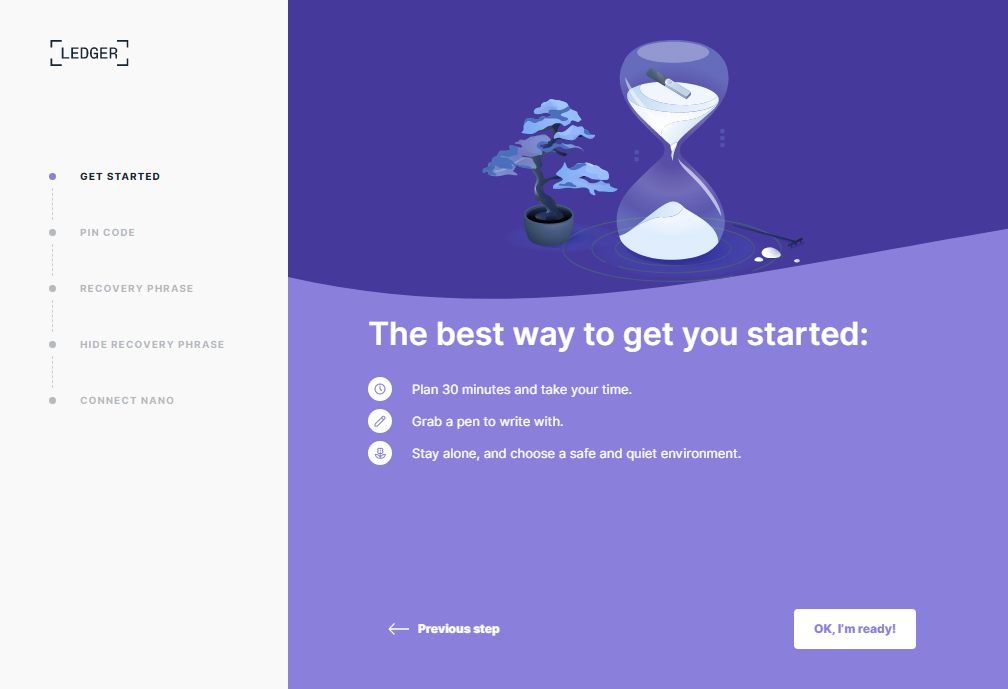 LEDGER
GET STARTED
PIN CODE
RECOVERY PHRASE
HIDE RECOVERY PHRASE
CONNECT NANO
The best way to get you started:
Plan 30 minutes and take your time.
Grab a pen to write with.
Stay alone, and choose a safe and quiet environment.
Previous step
OK, I'm ready!